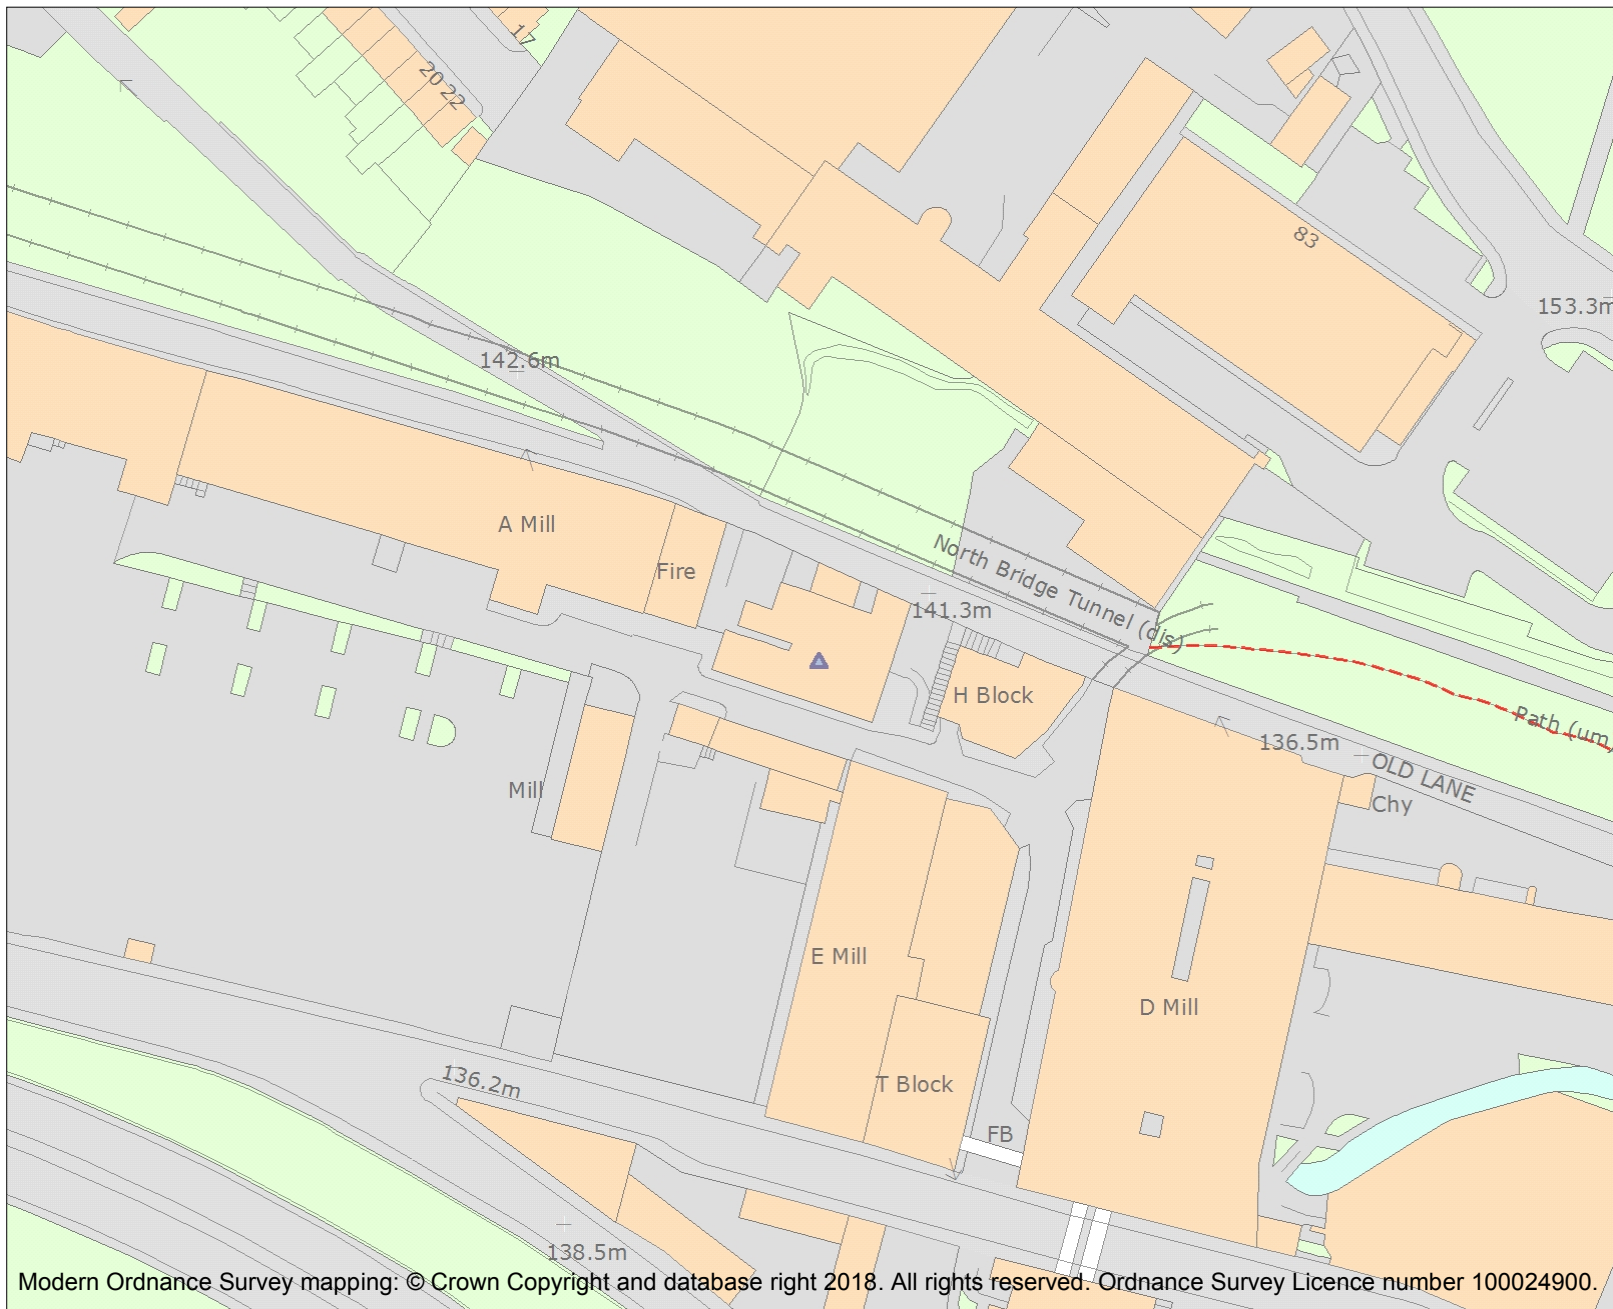 17
20 22
83
153.3m
142.6m
A Mill
Fire
North Bridge Tunnel (dis)
141.3m
H Block
Path (um)
136.5m
OLD LANE
Chy
Mill
E Mill
D Mill
T Block
136.2m
FB
138.5m
Modern Ordnance Survey mapping: © Crown Copyright and database right 2018. All rights reserved. Ordnance Survey Licence number 100024900.